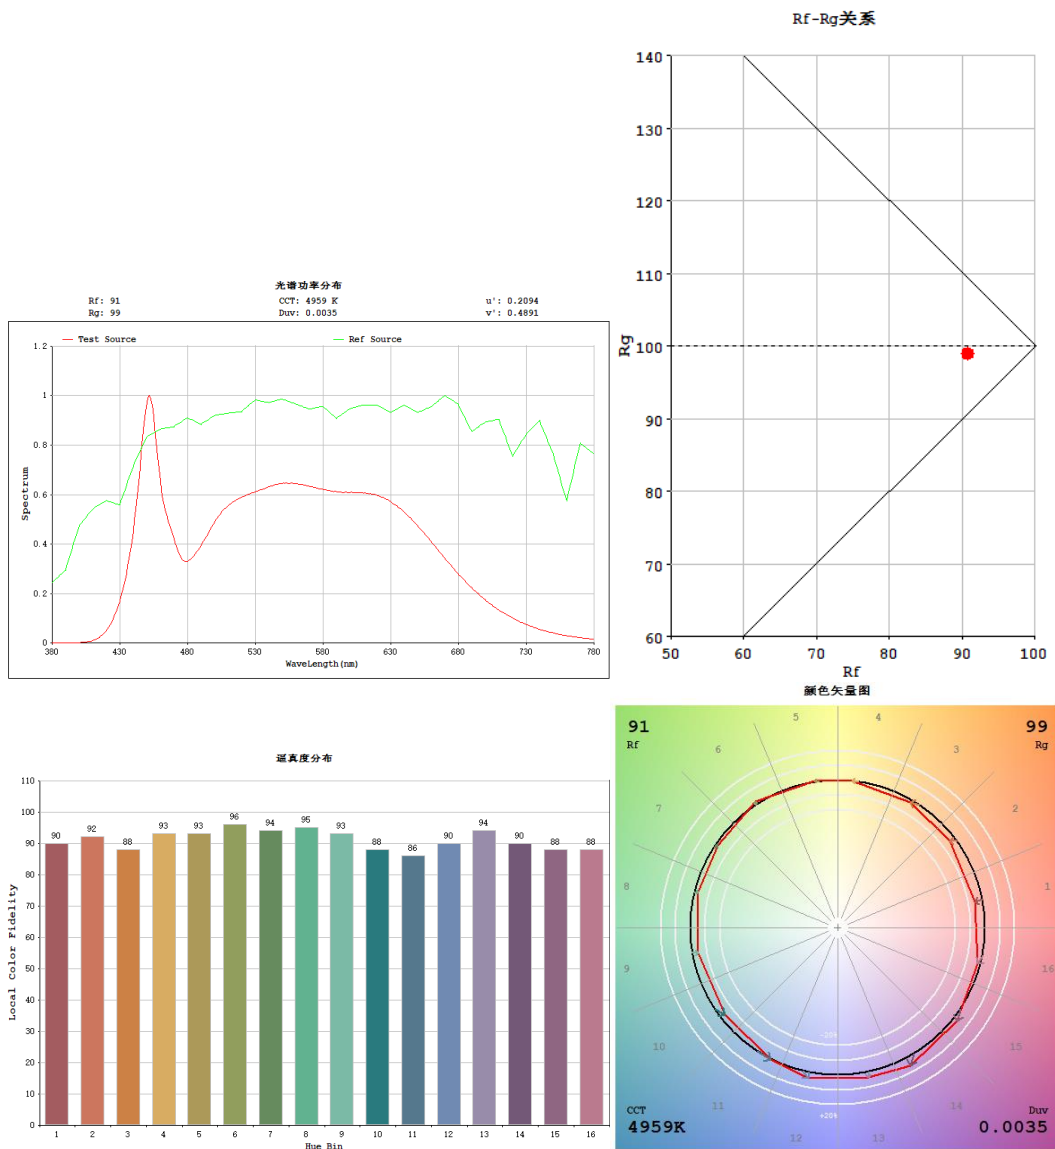 Rf-Rg关系
140
130
120
110
100
90
80
70
60
Rg
50 60 70 80 90 100
Rf
光谱功率分布
Rf: 91 CCT: 4959 K u': 0.2094
Rg: 99 Duv: 0.0035 v': 0.4891
Test Source Ref Source
1.2
1
0.8
0.6
0.4
0.2
0
Spectrum
380 430 480 530 580 630 680 730 780
WaveLength(nm)
逼真度分布
110
100
90
80
70
60
50
40
30
20
10
0
Local Color Fidelity
90 92 88 93 93 96 94 95 93 88 86 90 94 90 88 88
1 2 3 4 5 6 7 8 9 10 11 12 13 14 15 16
Hue Bin
颜色矢量图
91
Rf
99
Rg
5 4
6 3
7 2
8 1
9 16
10 15
11 14
12 13
-20%
+20%
CCT
4959K
Duv
0.0035